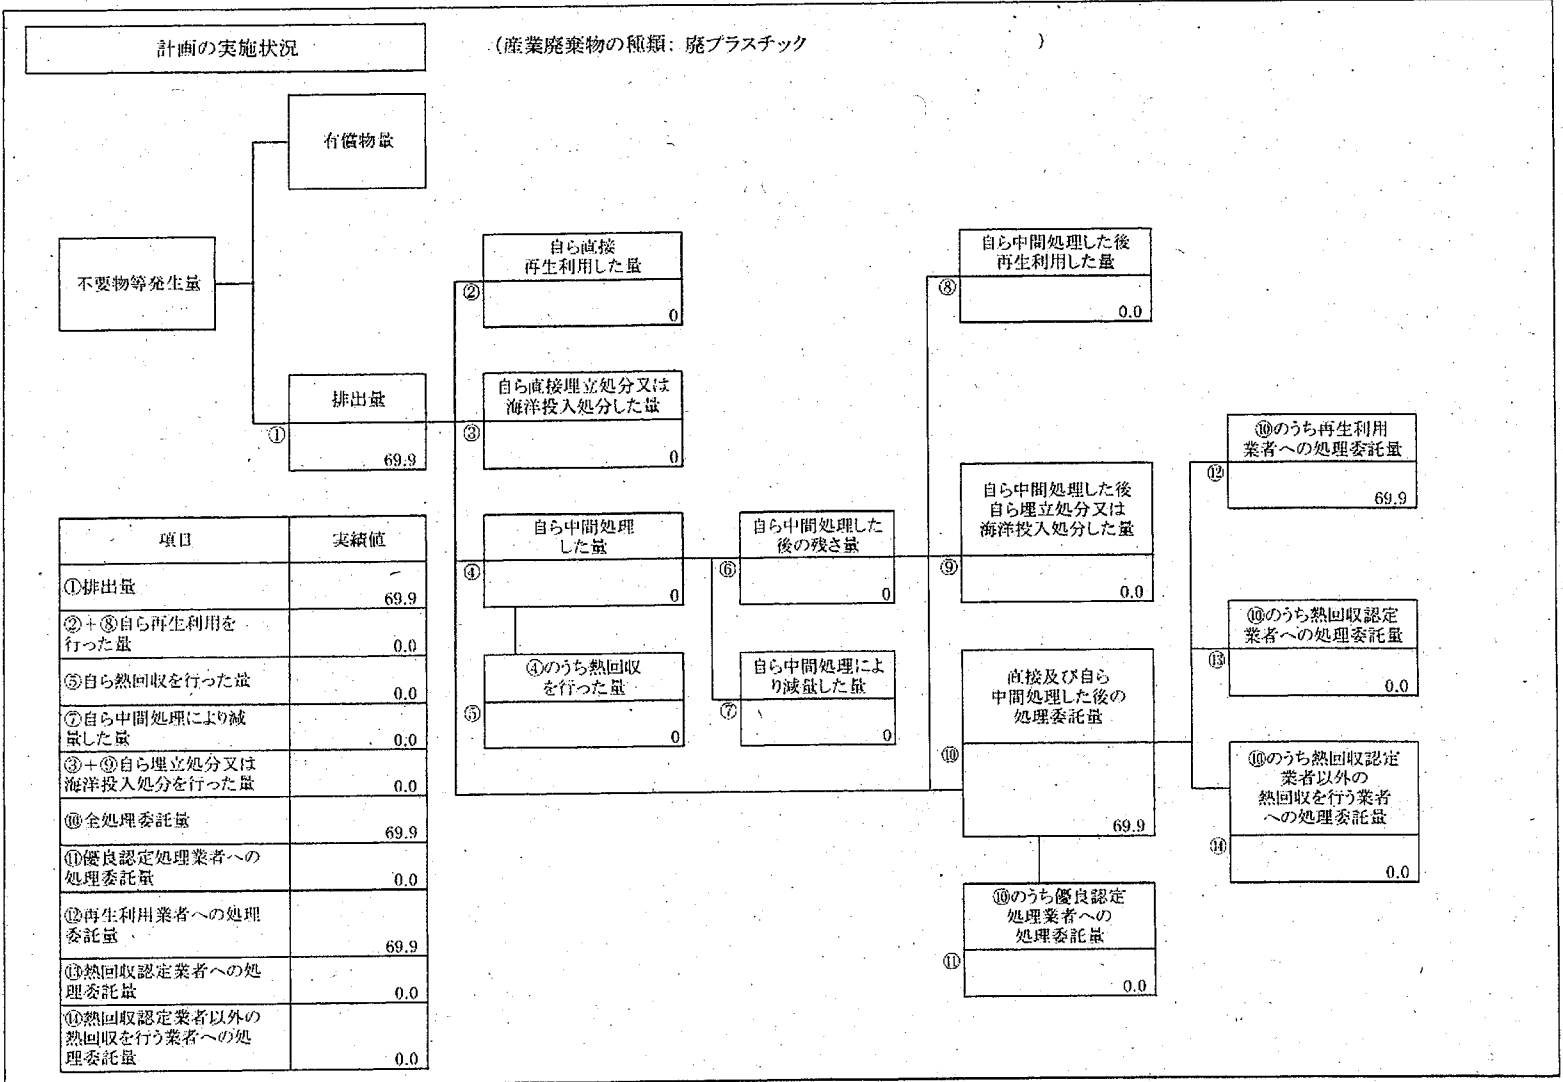 計画の実施状況
(産業廃棄物の種類: 廃プラスチック )
有償物量
不要物等発生量
排出量
①
69.9
自ら直接
再生利用した量
②
0
自ら直接埋立処分又は
海洋投入処分した量
③
0
自ら中間処理
した量
④
0
④のうち熱回収
を行った量
⑤
0
自ら中間処理した
後の残さ量
⑥
0
自ら中間処理によ
り減量した量
⑦
0
自ら中間処理した後
再生利用した量
⑧
0.0
自ら中間処理した後
自ら埋立処分又は
海洋投入処分した量
⑨
0.0
直接及び自ら
中間処理した後の
処理委託量
⑩
69.9
⑩のうち優良認定
処理業者への
処理委託量
⑪
0.0
⑩のうち再生利用
業者への処理委託量
⑫
69.9
⑩のうち熱回収認定
業者への処理委託量
⑬
0.0
⑩のうち熱回収認定
業者以外の
熱回収を行う業者
への処理委託量
⑭
0.0
項目 実績値
①排出量
69.9
②+⑧自ら再生利用を
行った量
0.0
⑤自ら熱回収を行った量
0.0
⑦自ら中間処理により減
量した量
0.0
③+⑨自ら埋立処分又は
海洋投入処分を行った量
0.0
⑩全処理委託量
69.9
⑪優良認定処理業者への
処理委託量
0.0
⑫再生利用業者への処理
委託量
69.9
⑬熱回収認定業者への処
理委託量
0.0
⑭熱回収認定業者以外の
熱回収を行う業者への処
理委託量
0.0